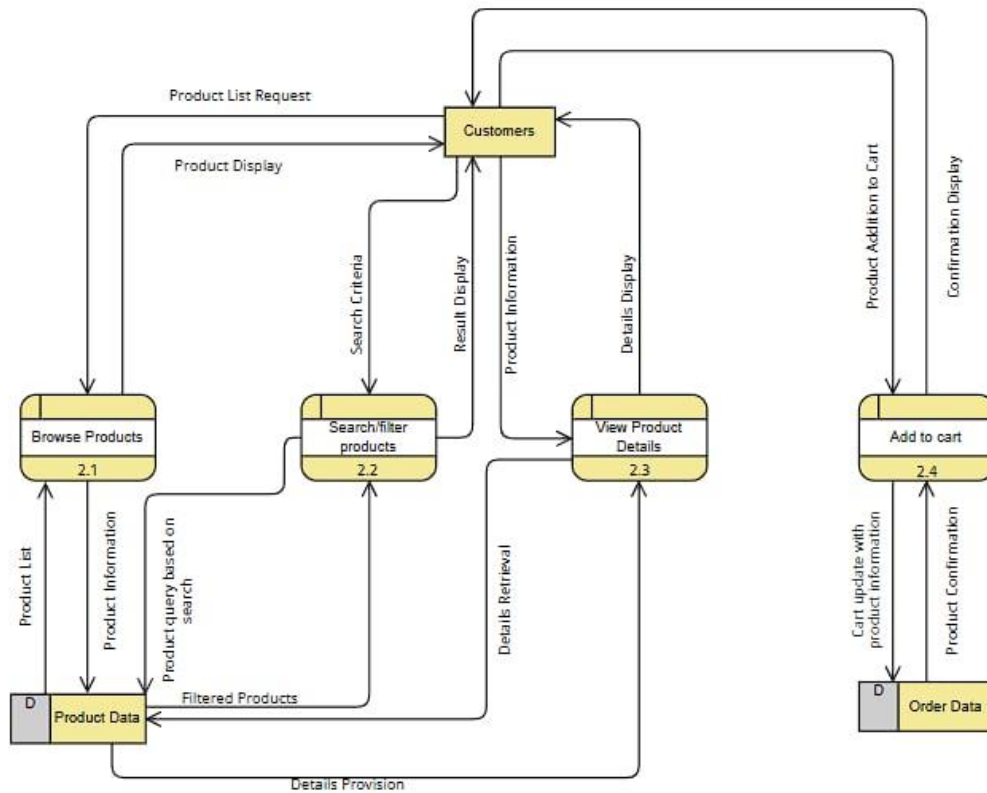 Product List Request
Customers
Product Display
Search Criteria
Result Display
Product Information
Details Display
Product Addition to Cart
Confirmation Display
Browse Products
2.1
Search/filter
products
2.2
View Product
Details
2.3
Add to cart
2.4
Product List
Product Information
Product query based on
search
Details Retrieval
Cart update with
product information
Product Confirmation
D
Product Data
Filtered Products
D
Order Data
Details Provision